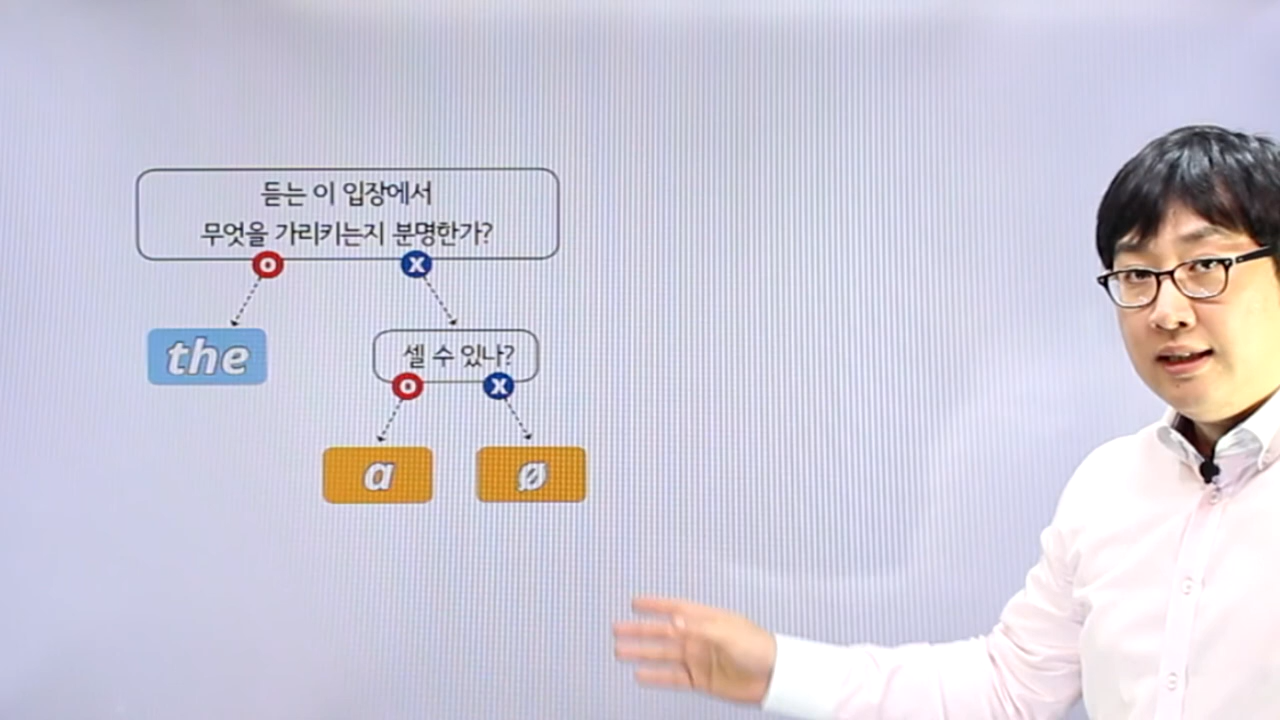 듣는 이 입장에서
무엇을 가리키는지 분명한가?
O X
the
셀 수 있나?
O X
a ø